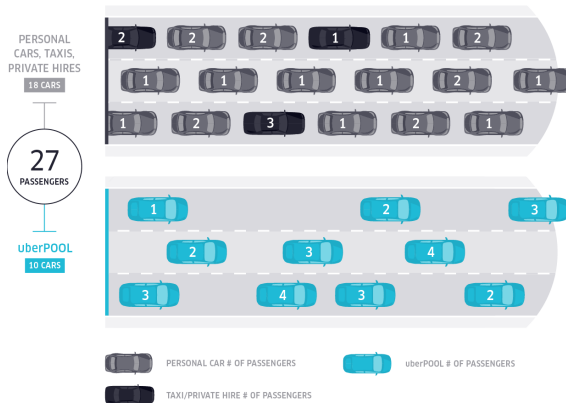 PERSONAL
CARS, TAXIS,
PRIVATE HIRES
18 CARS
27
PASSENGERS
uberPOOL
10 CARS
2 2 2 1 2 2
1 1 1 1 1 1 1
1 2 3 1 2 1
1 2 3
2 3 4
3 4 3 2
PERSONAL CAR # OF PASSENGERS
uberPOOL # OF PASSENGERS
TAXI/PRIVATE HIRE # OF PASSENGERS